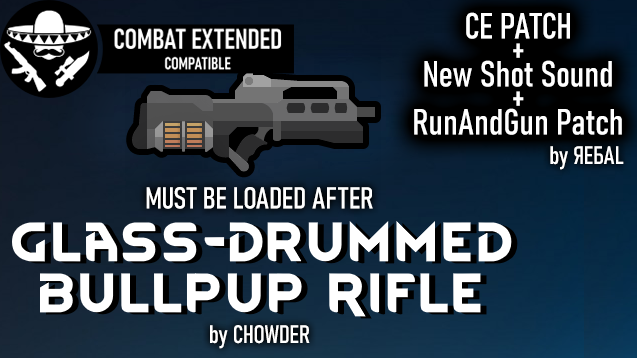 COMBAT EXTENDED
COMPATIBLE
CE PATCH
+
New Shot Sound
+
RunAndGun Patch
by ЯEБAL
MUST BE LOADED AFTER
GLASS-DRUMMED
BULLPUP RIFLE
by CHOWDER